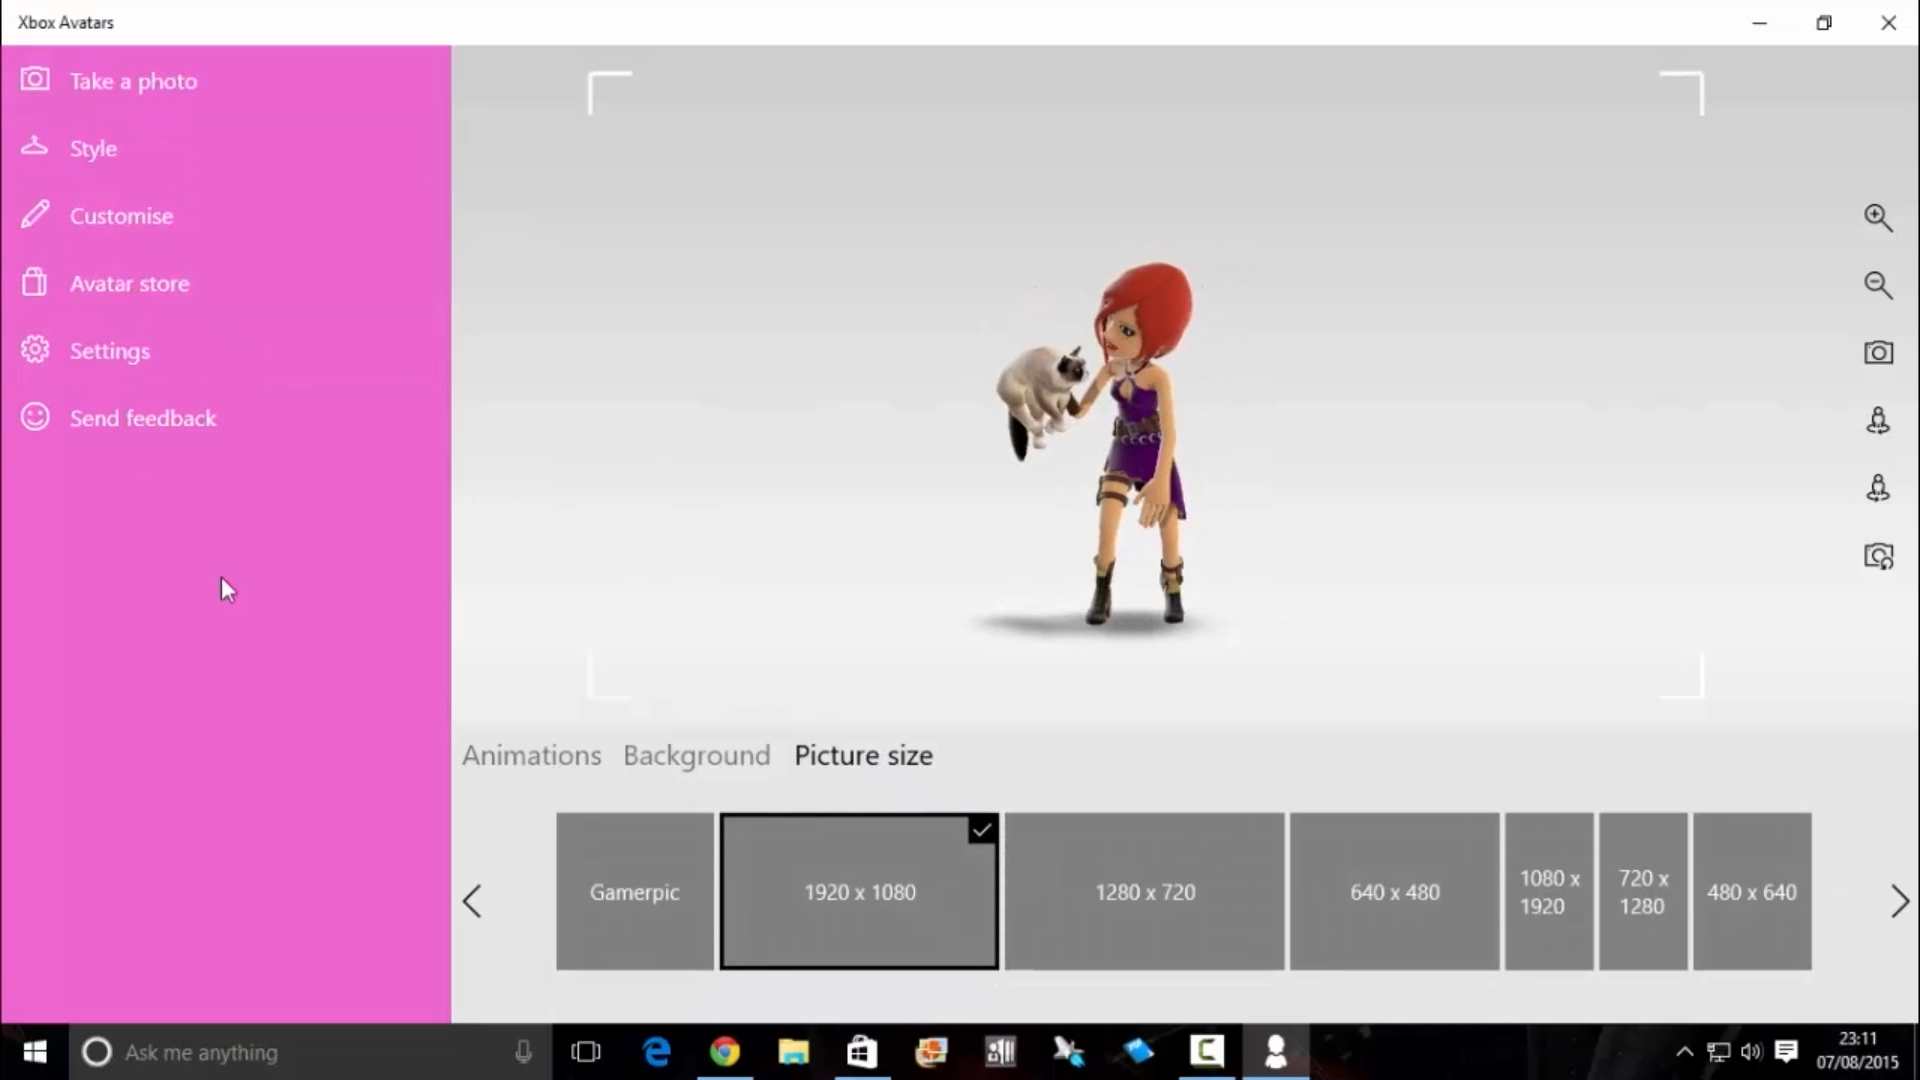 Xbox Avatars
Take a photo
Style
Customise
Avatar store
Settings
Send feedback
Animations Background Picture size
Gamerpic
1920 x 1080
1280 x 720
640 x 480
1080 x
1920
720 x
1280
480 x 640
Ask me anything
23:11
07/08/2015